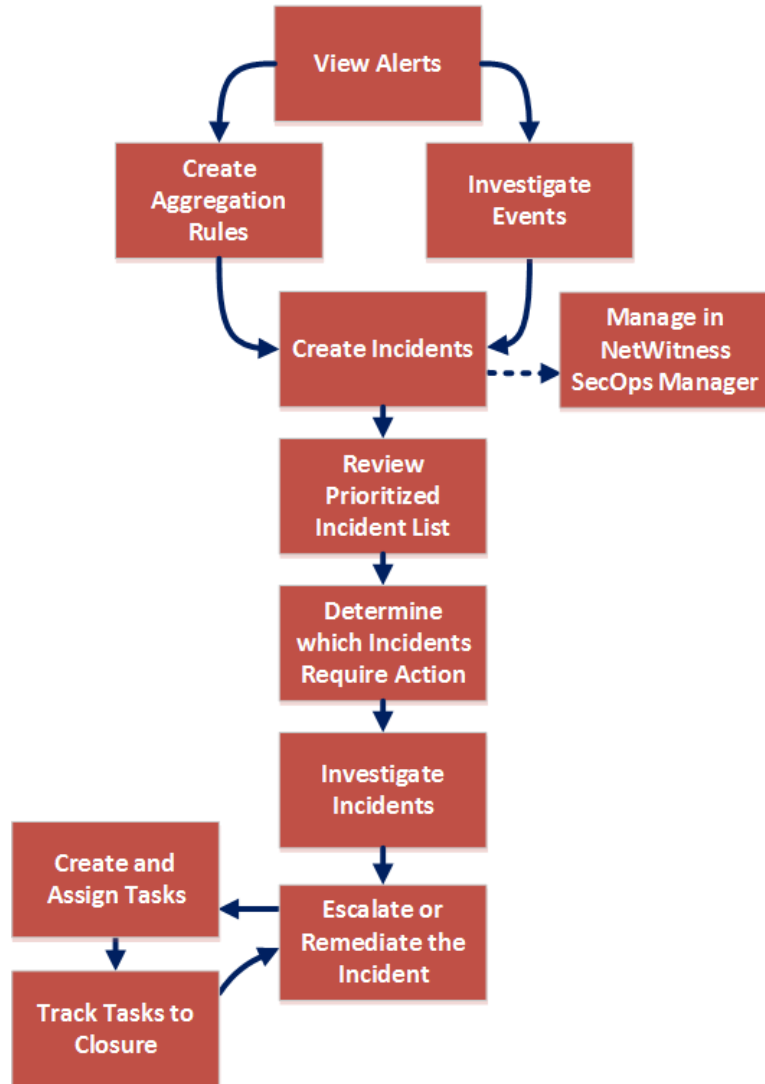 View Alerts
Create
Aggregation
Rules
Investigate
Events
Create Incidents
Manage in
NetWitness
SecOps Manager
Review
Prioritized
Incident List
Determine
which Incidents
Require Action
Investigate
Incidents
Create and
Assign Tasks
Escalate or
Remediate the
Incident
Track Tasks to
Closure